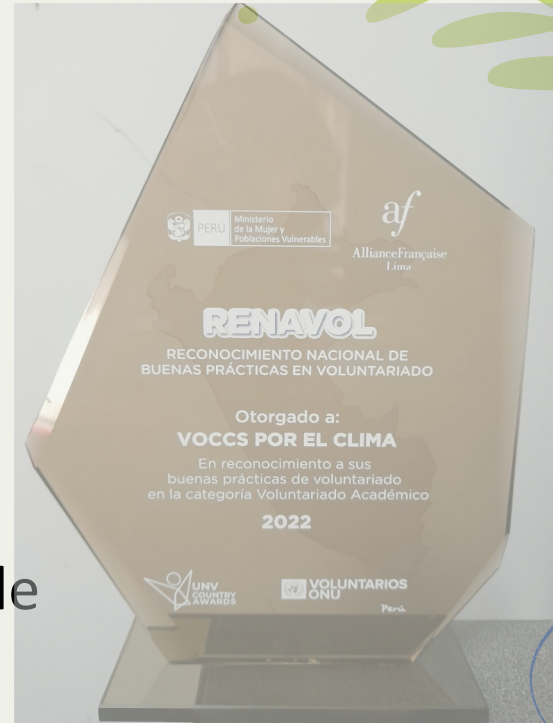 PERÚ
Ministerio
de la Mujer y
Poblaciones Vulnerables
af
AllianceFrançaise
Lima
RENAVOL
RECONOCIMIENTO NACIONAL DE
BUENAS PRÁCTICAS EN VOLUNTARIADO
Otorgado a:
VOCCS POR EL CLIMA
En reconocimiento a sus
buenas prácticas de voluntariado
en la categoría Voluntariado Académico
2022
le
UNV
COUNTRY
AWARDS
VOLUNTARIOS
ONU
Perú